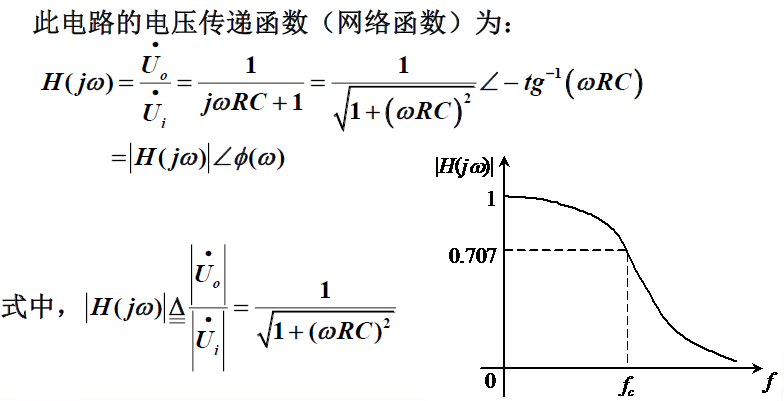 此电路的电压传递函数（网络函数）为：
H(jω) = U̇ₒ / U̇ᵢ = 1 / (jωRC + 1) = 1 / √(1 + (ωRC)²) ∠ − tg⁻¹(ωRC)
= |H(jω)| ∠ϕ(ω)
式中，|H(jω)| ≜ |U̇ₒ| / |U̇ᵢ| = 1 / √(1 + (ωRC)²)
|H(jω)|
1
0.707
0
f_c
f